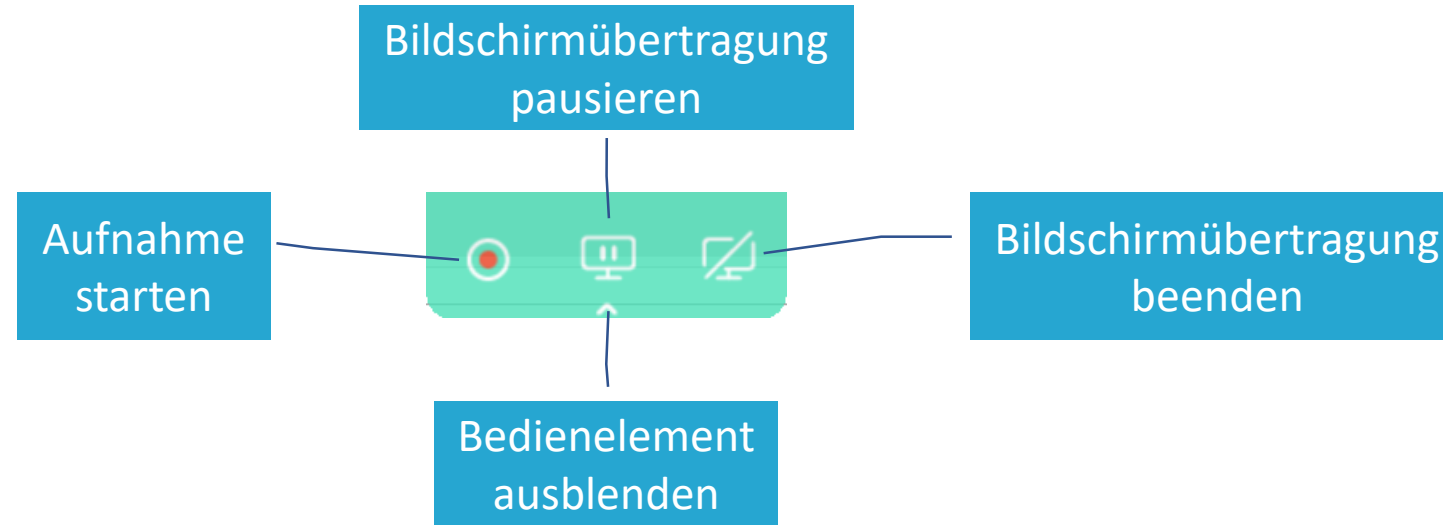 Bildschirmübertragung
pausieren
Aufnahme
starten
Bildschirmübertragung
beenden
Bedienelement
ausblenden